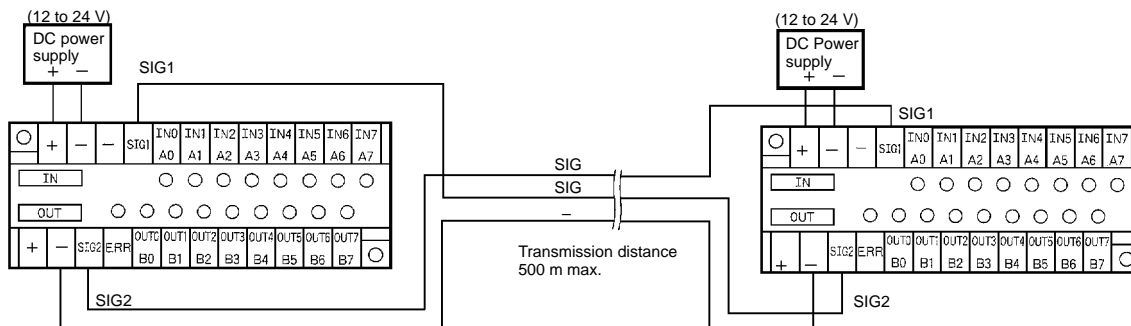 (12 to 24 V)
DC power
supply
+ −
SIG1
+ − − SIG1 IN0 IN1 IN2 IN3 IN4 IN5 IN6 IN7
A0 A1 A2 A3 A4 A5 A6 A7
IN
OUT
+ − SIG2 ERR OUT0 OUT1 OUT2 OUT3 OUT4 OUT5 OUT6 OUT7
B0 B1 B2 B3 B4 B5 B6 B7
SIG2
SIG
SIG
−
Transmission distance
500 m max.
(12 to 24 V)
DC Power
supply
+ −
SIG1
+ − − SIG1 IN0 IN1 IN2 IN3 IN4 IN5 IN6 IN7
A0 A1 A2 A3 A4 A5 A6 A7
IN
OUT
+ − SIG2 ERR OUT0 OUT1 OUT2 OUT3 OUT4 OUT5 OUT6 OUT7
B0 B1 B2 B3 B4 B5 B6 B7
SIG2